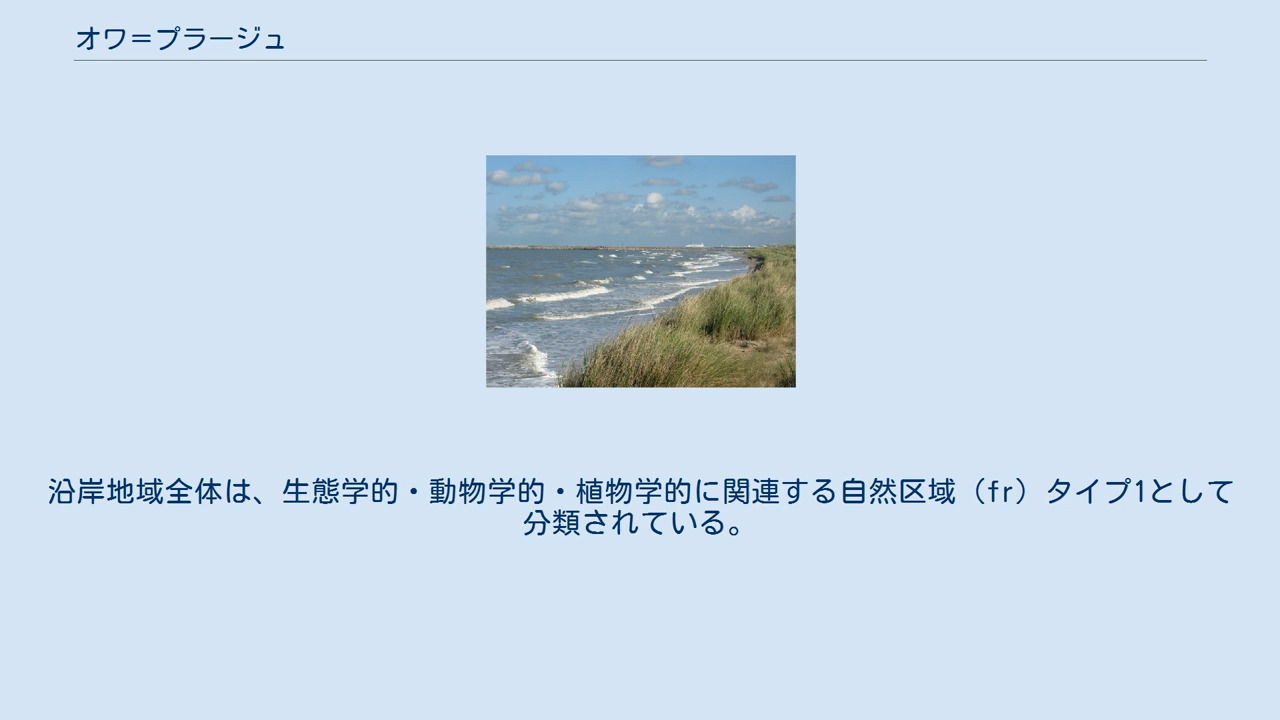 オワ＝プラージュ
沿岸地域全体は、生態学的・動物学的・植物学的に関連する自然区域（fr）タイプ1として
分類されている。